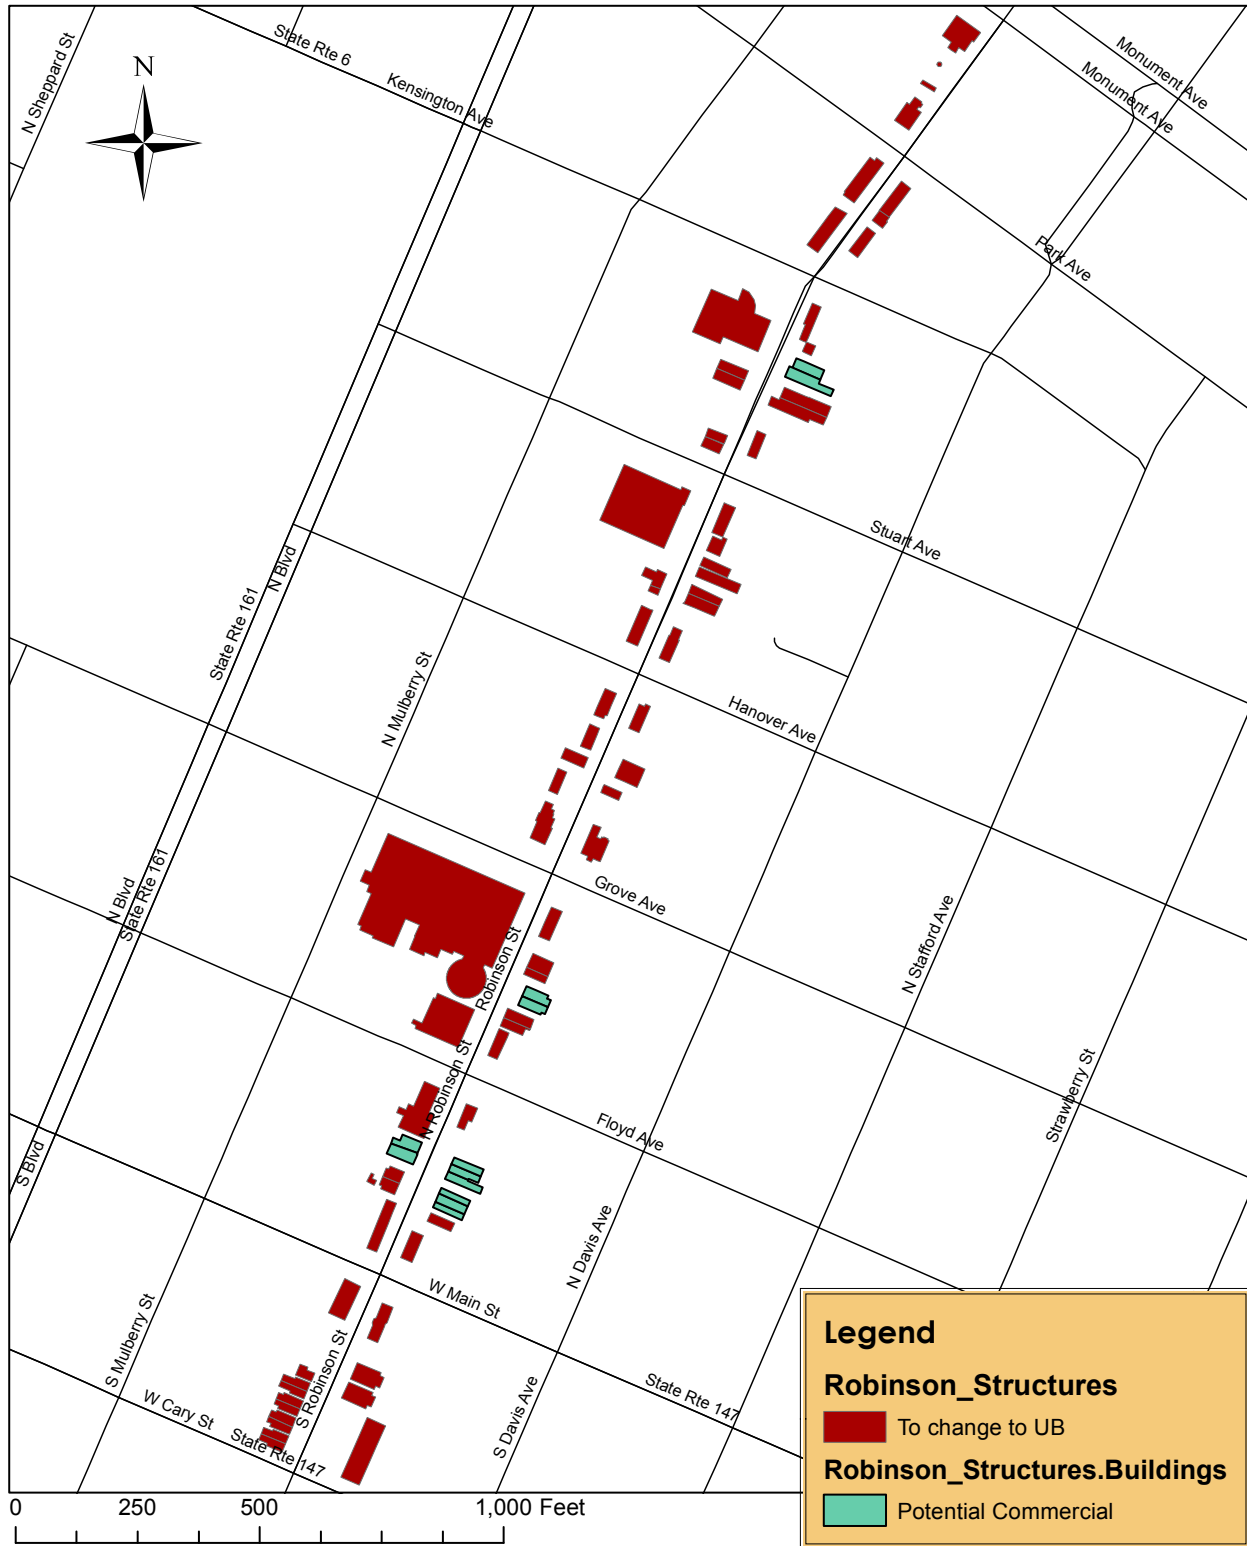 N Sheppard St
State Rte 6
Kensington Ave
Monument Ave
Monument Ave
N
Park Ave
Stuart Ave
N Blvd
State Rte 161
N Mulberry St
Hanover Ave
Grove Ave
N Blvd
State Rte 161
Robinson St
N Stafford Ave
N Robinson St
Strawberry St
Floyd Ave
S Blvd
N Davis Ave
W Main St
S Mulberry St
S Robinson St
W Cary St
State Rte 147
S Davis Ave
State Rte 147
Legend
Robinson_Structures
To change to UB
Robinson_Structures.Buildings
Potential Commercial
0 250 500 1,000 Feet